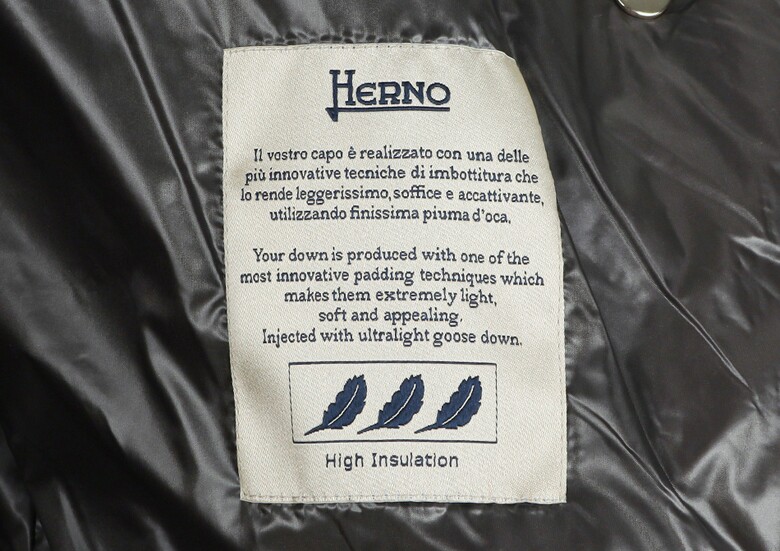 HERNO
Il vostro capo è realizzato con una delle
più innovative tecniche di imbottitura che
lo rende leggerissimo, soffice e accattivante,
utilizzando finissima piuma d'oca.
Your down is produced with one of the
most innovative padding techniques which
makes them extremely light,
soft and appealing.
Injected with ultralight goose down.
High Insulation